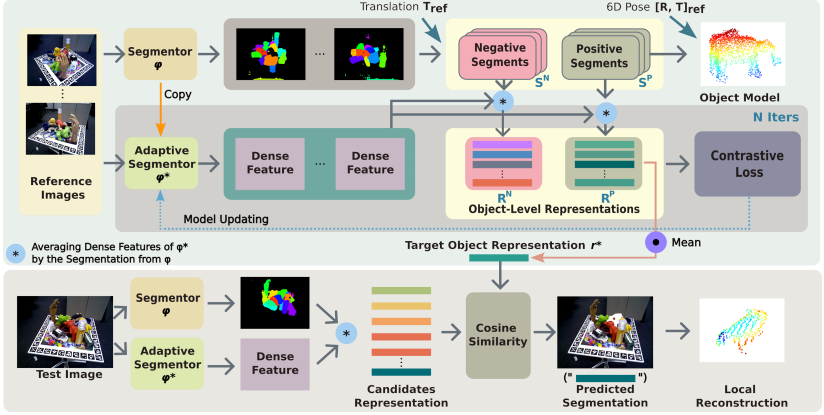 Translation T_ref
6D Pose [R, T]_ref
Segmentor
φ
...
Negative
Segments
S^N
Positive
Segments
S^P
Object Model
Copy
*
*
N Iters
Adaptive
Segmentor
φ*
Dense
Feature
...
Dense
Feature
R^N
R^P
Object-Level Representations
Contrastive
Loss
Reference
Images
Model Updating
* Averaging Dense Features of φ*
by the Segmentation from φ
Target Object Representation r*
Mean
Segmentor
φ
Adaptive
Segmentor
φ*
Dense
Feature
*
Cosine
Similarity
Test Image
Candidates
Representation
(" ")
Predicted
Segmentation
Local
Reconstruction